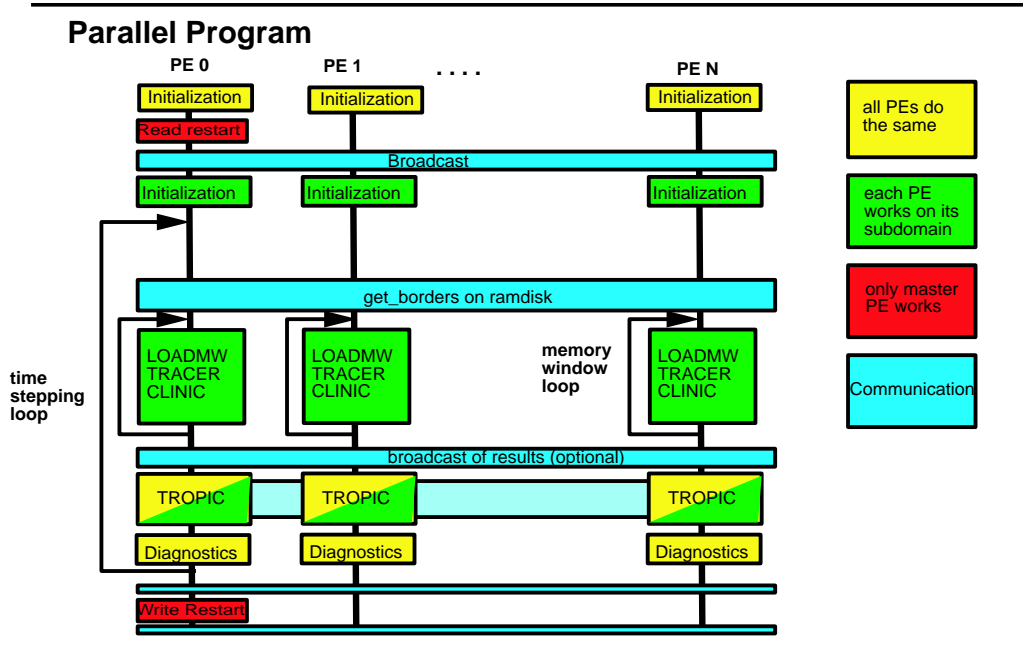 Parallel Program
PE 0
PE 1
. . . .
PE N
Initialization
Initialization
Initialization
Read restart
Broadcast
Initialization
Initialization
Initialization
get_borders on ramdisk
LOADMW
TRACER
CLINIC
LOADMW
TRACER
CLINIC
LOADMW
TRACER
CLINIC
time
stepping
loop
memory
window
loop
broadcast of results (optional)
TROPIC
TROPIC
TROPIC
Diagnostics
Diagnostics
Diagnostics
Write Restart
all PEs do
the same
each PE
works on its
subdomain
only master
PE works
Communication